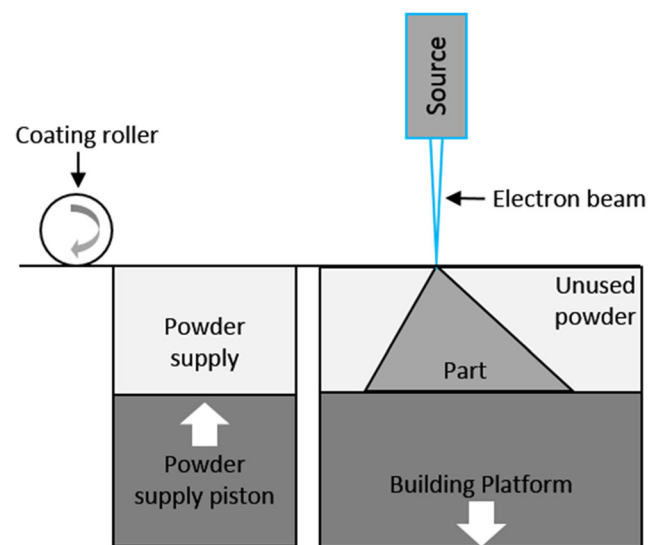 Source
Coating roller
Electron beam
Unused
powder
Powder
supply
Part
Powder
supply piston
Building Platform